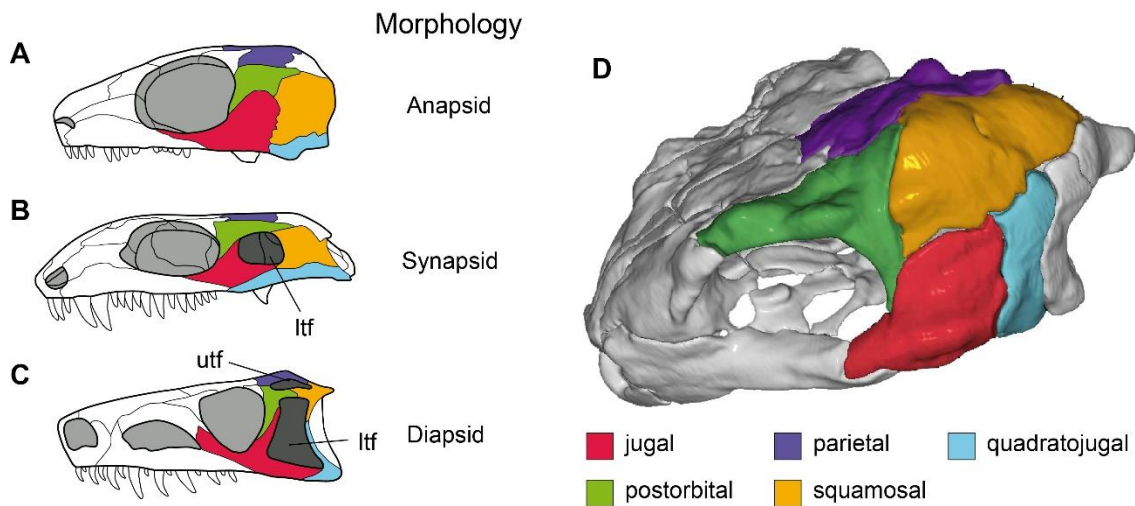 Morphology
A
Anapsid
B
Synapsid
ltf
C
utf
ltf
Diapsid
D
jugal
parietal
quadratojugal
postorbital
squamosal